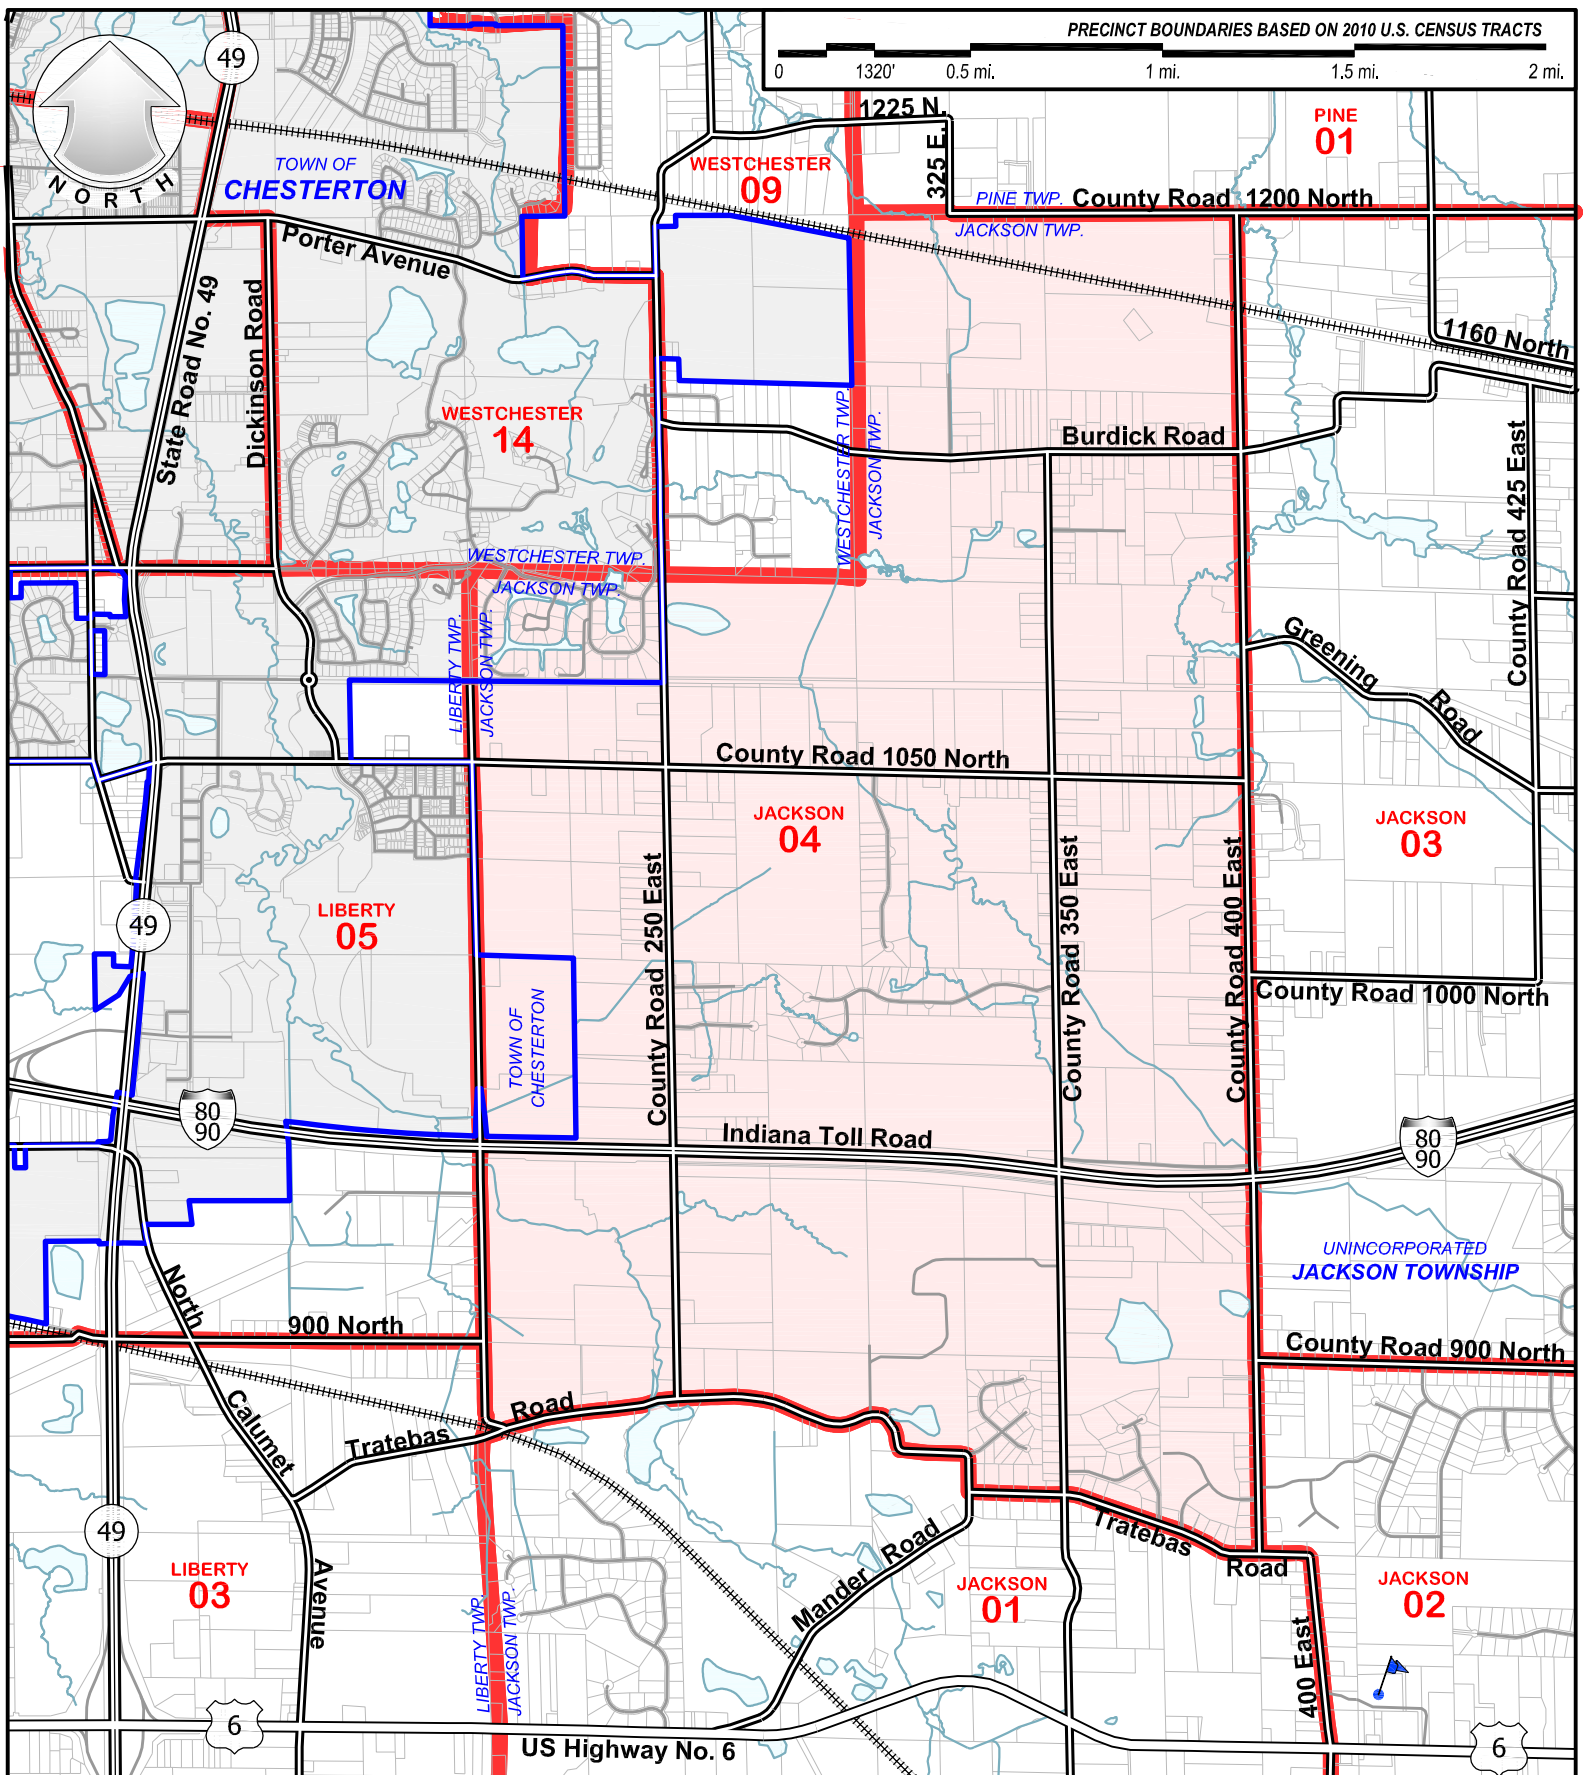 PRECINCT BOUNDARIES BASED ON 2010 U.S. CENSUS TRACTS
0 1320' 0.5 mi. 1 mi. 1.5 mi. 2 mi.
49
NORTH
TOWN OF
CHESTERTON
1225 N.
325 E.
WESTCHESTER
09
PINE
01
PINE TWP.
County Road 1200 North
JACKSON TWP.
Porter Avenue
State Road No. 49
Dickinson Road
1160 North
WESTCHESTER
14
WESTCHESTER TWP.
JACKSON TWP.
Burdick Road
County Road 425 East
WESTCHESTER TWP.
JACKSON TWP.
LIBERTY TWP.
JACKSON TWP.
Greening
Road
County Road 1050 North
JACKSON
04
JACKSON
03
County Road 250 East
County Road 350 East
County Road 400 East
LIBERTY
05
49
County Road 1000 North
TOWN OF
CHESTERTON
80
90
Indiana Toll Road
80
90
UNINCORPORATED
JACKSON TOWNSHIP
North
900 North
County Road 900 North
Calumet
Tratebas
Road
49
Avenue
LIBERTY
03
LIBERTY TWP.
JACKSON TWP.
Mander Road
JACKSON
01
Tratebas
Road
JACKSON
02
400 East
6
US Highway No. 6
6